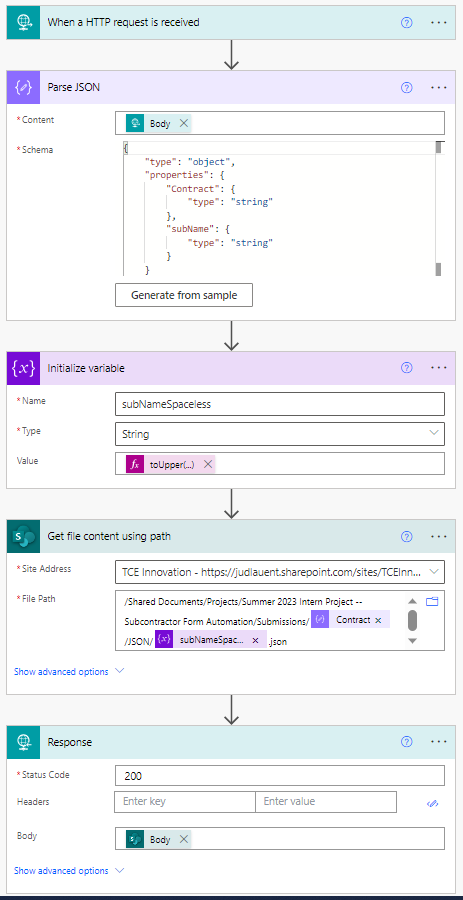 When a HTTP request is received
Parse JSON
*Content
Body
*Schema
{
"type": "object",
"properties": {
"Contract": {
"type": "string"
},
"subName": {
"type": "string"
}
}
Generate from sample
{x} Initialize variable
*Name
subNameSpaceless
*Type
String
Value
fx toUpper(...)
Get file content using path
*Site Address
TCE Innovation - https://judlauent.sharepoint.com/sites/TCEInn...
*File Path
/Shared Documents/Projects/Summer 2023 Intern Project --
Subcontractor Form Automation/Submissions/ Contract
/JSON/ {x} subNameSpac... .json
Show advanced options
Response
*Status Code
200
Headers
Enter key
Enter value
Body
Body
Show advanced options